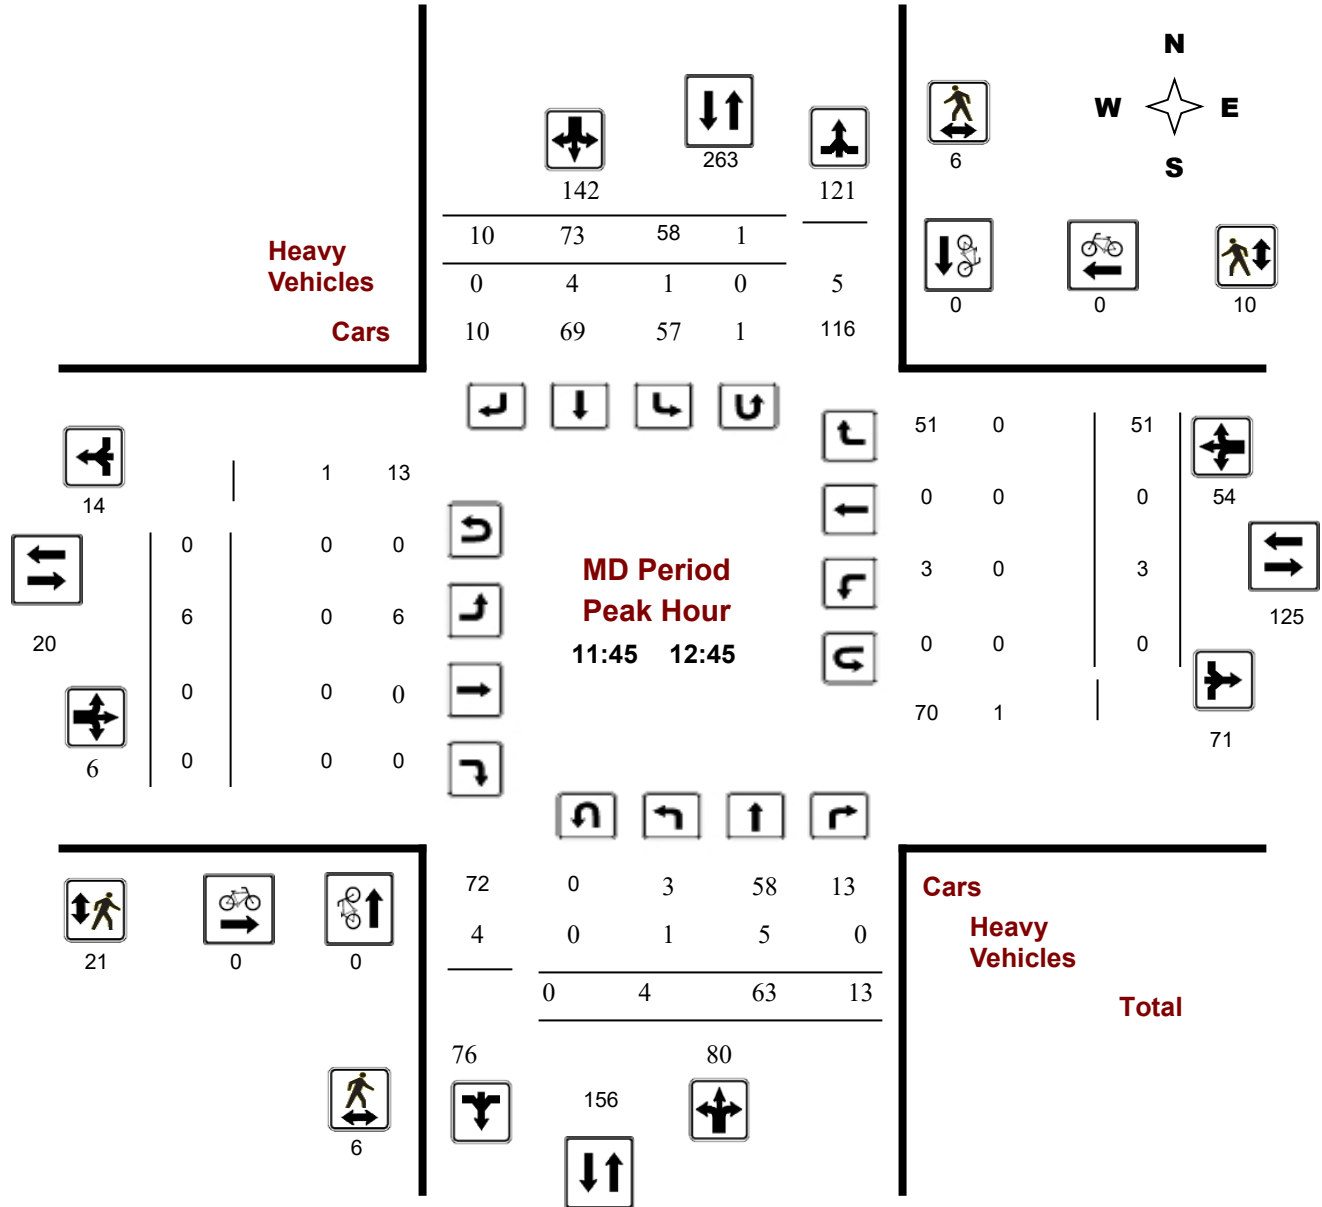 N
W E
S
263
6
142
121
10 73 58 1
Heavy
Vehicles
0 4 1 0 5
0 0 10
Cars
10 69 57 1 116
51 0 51
1 13
14
0 0 0
54
0 0 0
MD Period
3 0 3
Peak Hour
6 0 6
125
20
11:45 12:45
0 0 0
0 0 0
70 1
71
6
0 0 0
72 0 3 58 13
Cars
4 0 1 5 0
Heavy
Vehicles
21 0 0
0 4 63 13
Total
76 80
156
6